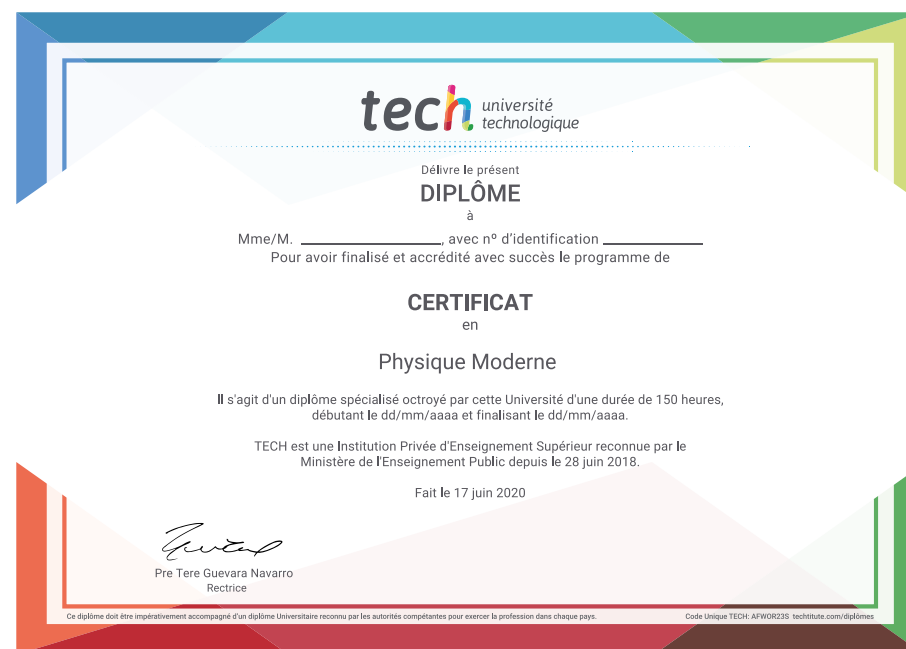 tech université
technologique
Délivre le présent
DIPLÔME
à
Mme/M. ____________________, avec nº d'identification ______________
Pour avoir finalisé et accrédité avec succès le programme de
CERTIFICAT
en
Physique Moderne
Il s'agit d'un diplôme spécialisé octroyé par cette Université d'une durée de 150 heures,
débutant le dd/mm/aaaa et finalisant le dd/mm/aaaa.
TECH est une Institution Privée d'Enseignement Supérieur reconnue par le
Ministère de l'Enseignement Public depuis le 28 juin 2018.
Fait le 17 juin 2020
Pre Tere Guevara Navarro
Rectrice
Ce diplôme doit être impérativement accompagné d'un diplôme Universitaire reconnu par les autorités compétantes pour exercer la profession dans chaque pays. Code Unique TECH: AFWOR23S techtitute.com/diplômes